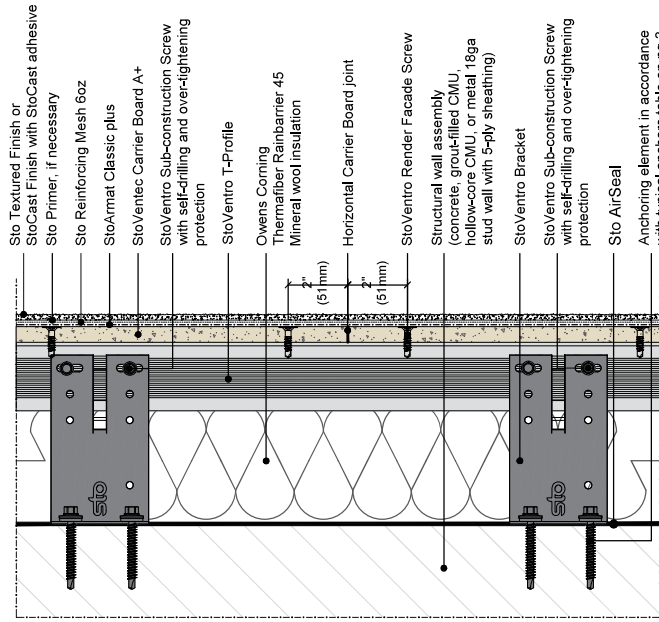 Sto Textured Finish or
StoCast Finish with StoCast adhesive
Sto Primer, if necessary
Sto Reinforcing Mesh 6oz
StoArmat Classic plus
StoVentec Carrier Board A+
StoVentro Sub-construction Screw
with self-drilling and over-tightening
protection
StoVentro T-Profile
Owens Corning
Thermafiber Rainbarrier 45
Mineral wool insulation
2"
(51mm)
Horizontal Carrier Board joint
2"
(51mm)
StoVentro Render Facade Screw
Structural wall assembly
(concrete, grout-filled CMU,
hollow-core CMU, or metal 18ga
stud wall with 5-ply sheathing)
StoVentro Bracket
StoVentro Sub-construction Screw
with self-drilling and over-tightening
protection
Sto AirSeal
Anchoring element in accordance
sto
sto